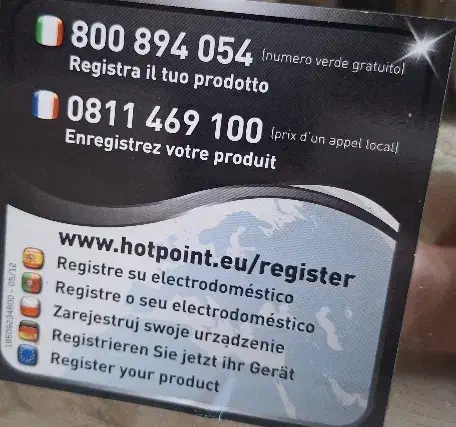 800 894 054 (numero verde gratuito)
Registra il tuo prodotto
0811 469 100 (prix d'un appel local)
Enregistrez votre produit
www.hotpoint.eu/register
Registre su electrodoméstico
Registre o seu electrodoméstico
Zarejestruj swoje urządzenie
Registrieren Sie jetzt ihr Gerät
Register your product